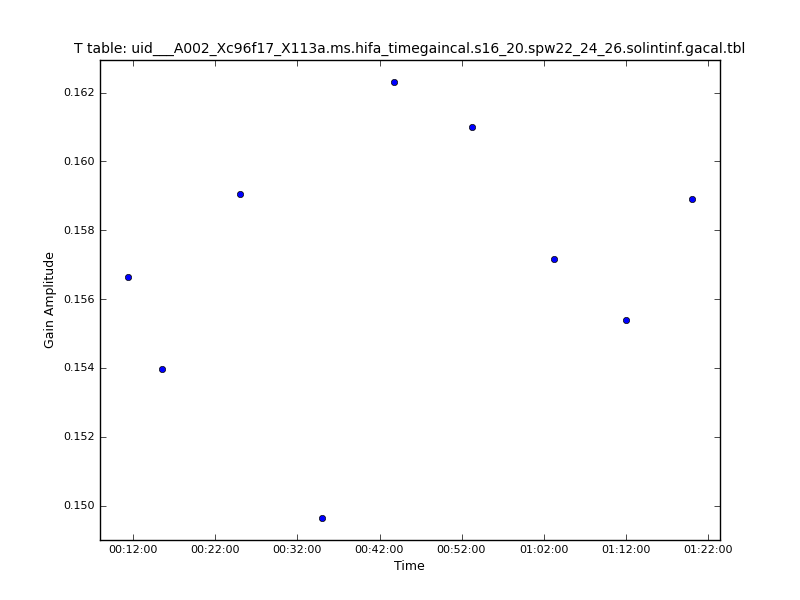 T table: uid___A002_Xc96f17_X113a.ms.hifa_timegaincal.s16_20.spw22_24_26.solintinf.gacal.tbl
0.162
0.160
0.158
0.156
0.154
0.152
0.150
Gain Amplitude
00:12:00 00:22:00 00:32:00 00:42:00 00:52:00 01:02:00 01:12:00 01:22:00
Time